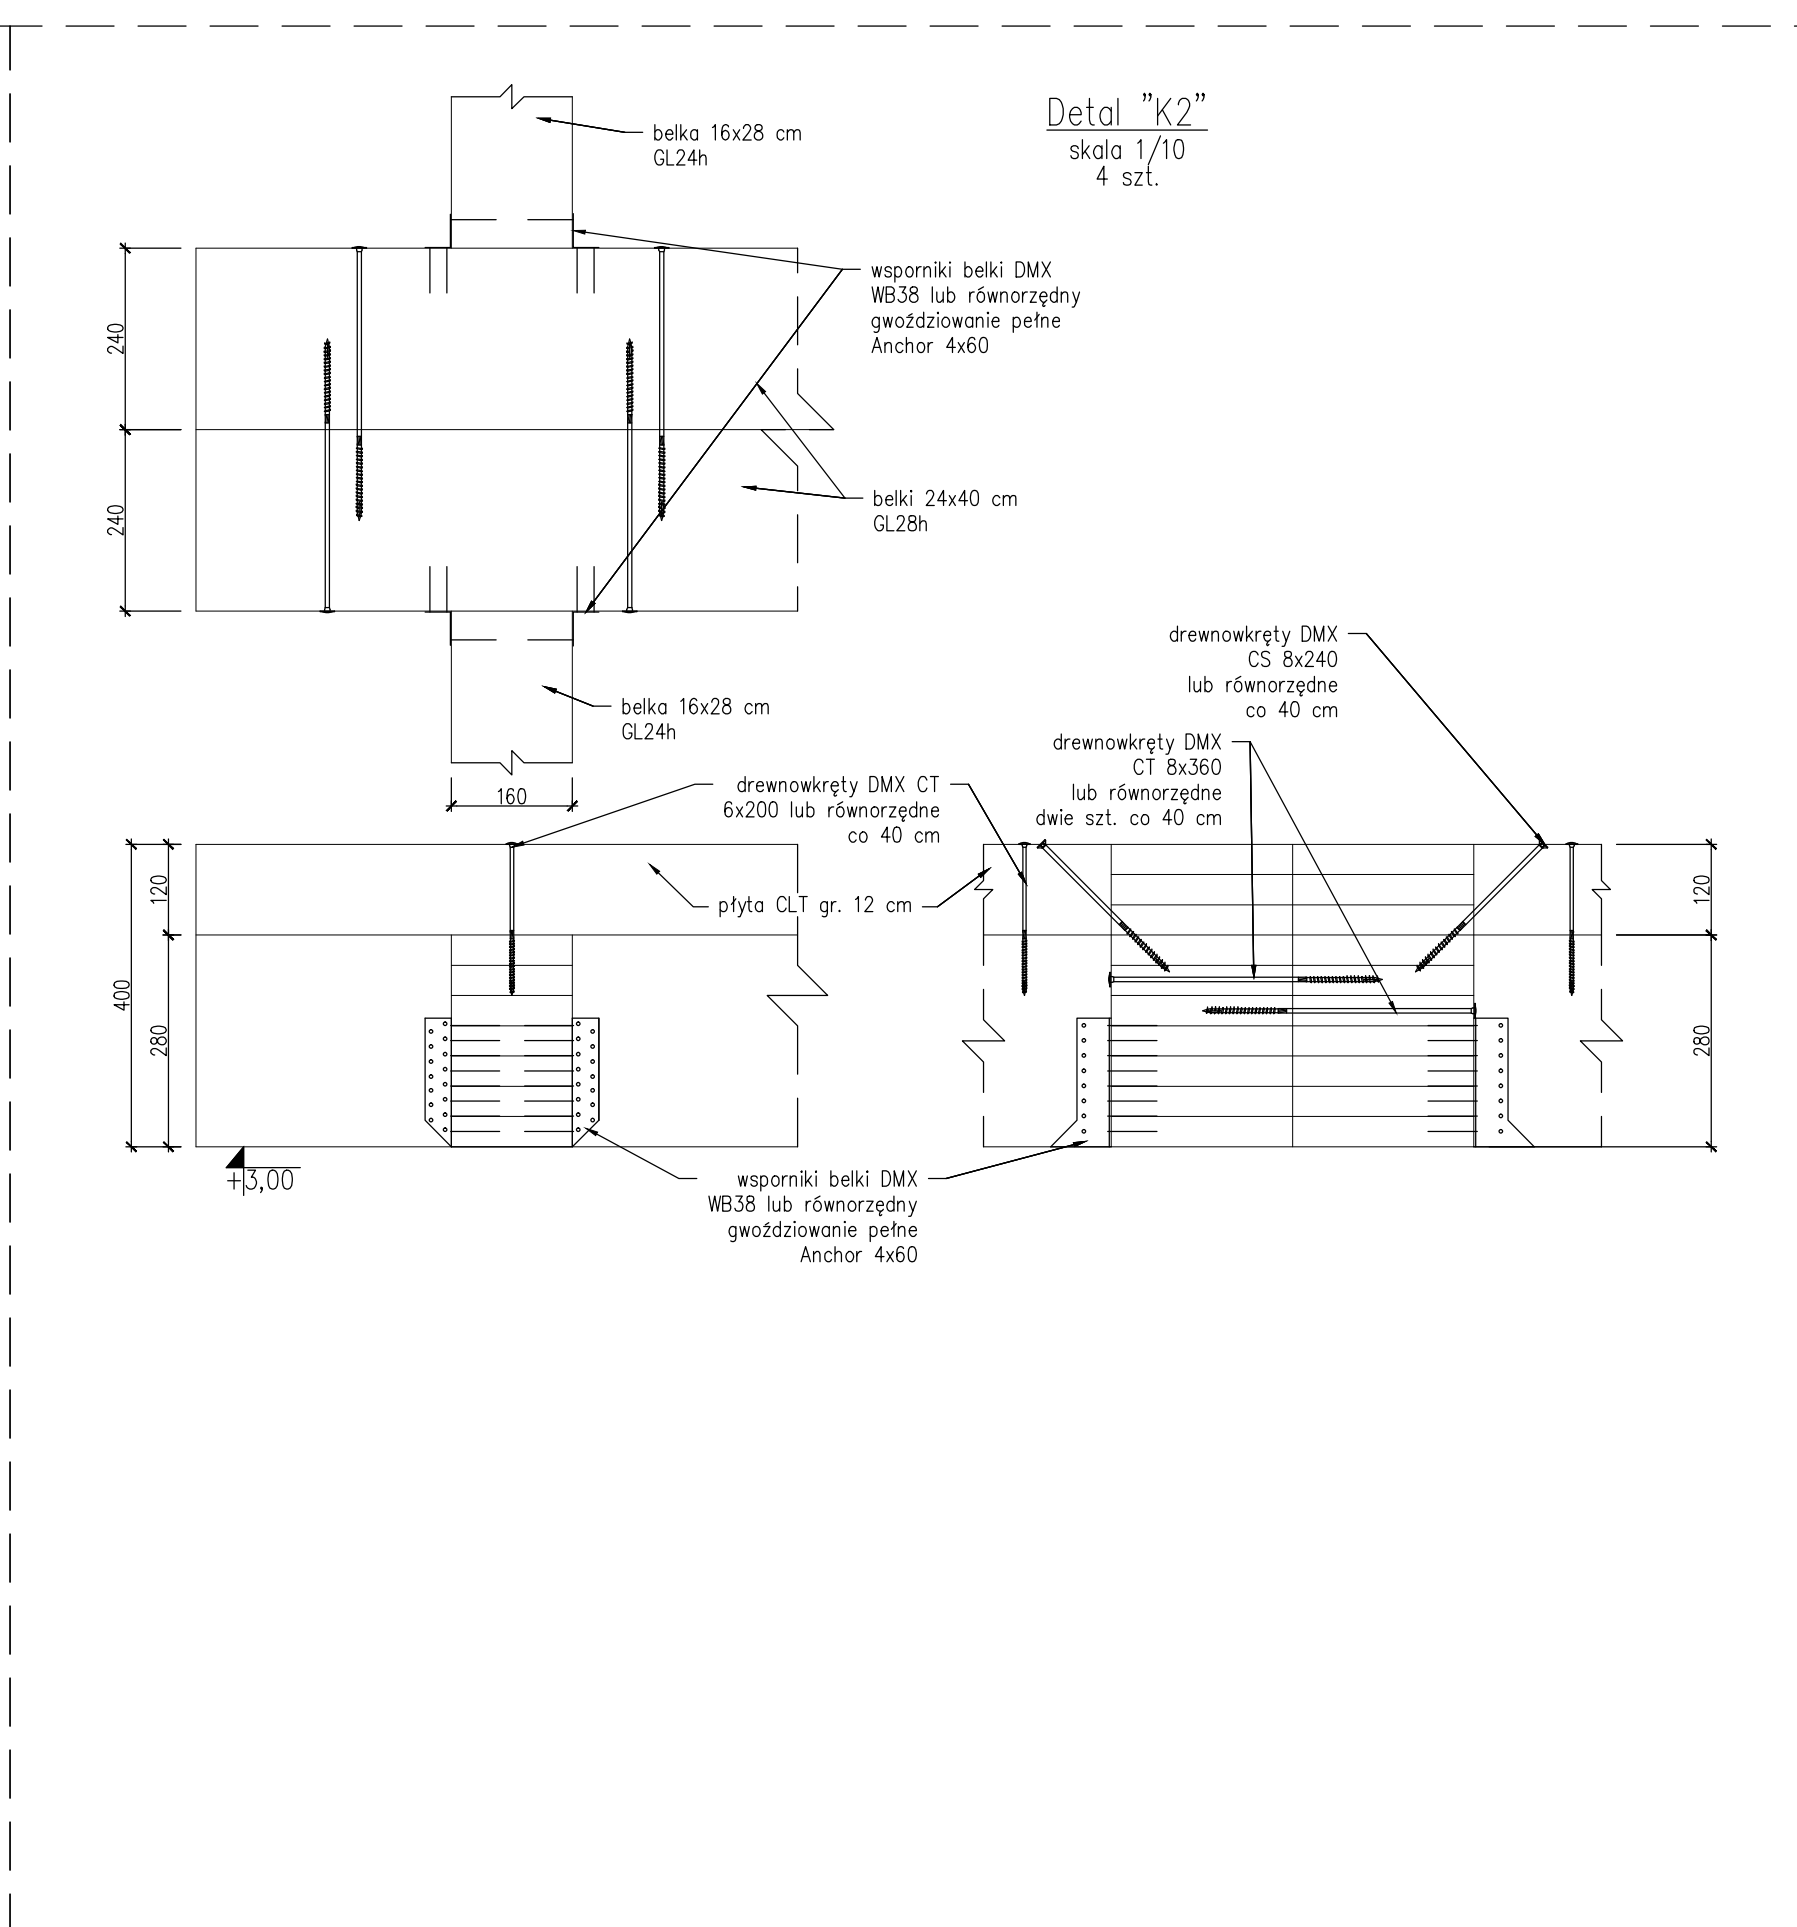 Detal "K2"
skala 1/10
4 szt.
belka 16x28 cm
GL24h
wsporniki belki DMX
WB38 lub równorzędny
gwoździowanie pełne
Anchor 4x60
240
240
belki 24x40 cm
GL28h
belka 16x28 cm
GL24h
160
drewnowkręty DMX
CS 8x240
lub równorzędne
co 40 cm
drewnowkręty DMX
CT 8x360
lub równorzędne
dwie szt. co 40 cm
drewnowkręty DMX CT
6x200 lub równorzędne
co 40 cm
płyta CLT gr. 12 cm
400
120
280
120
280
+3,00
wsporniki belki DMX
WB38 lub równorzędny
gwoździowanie pełne
Anchor 4x60